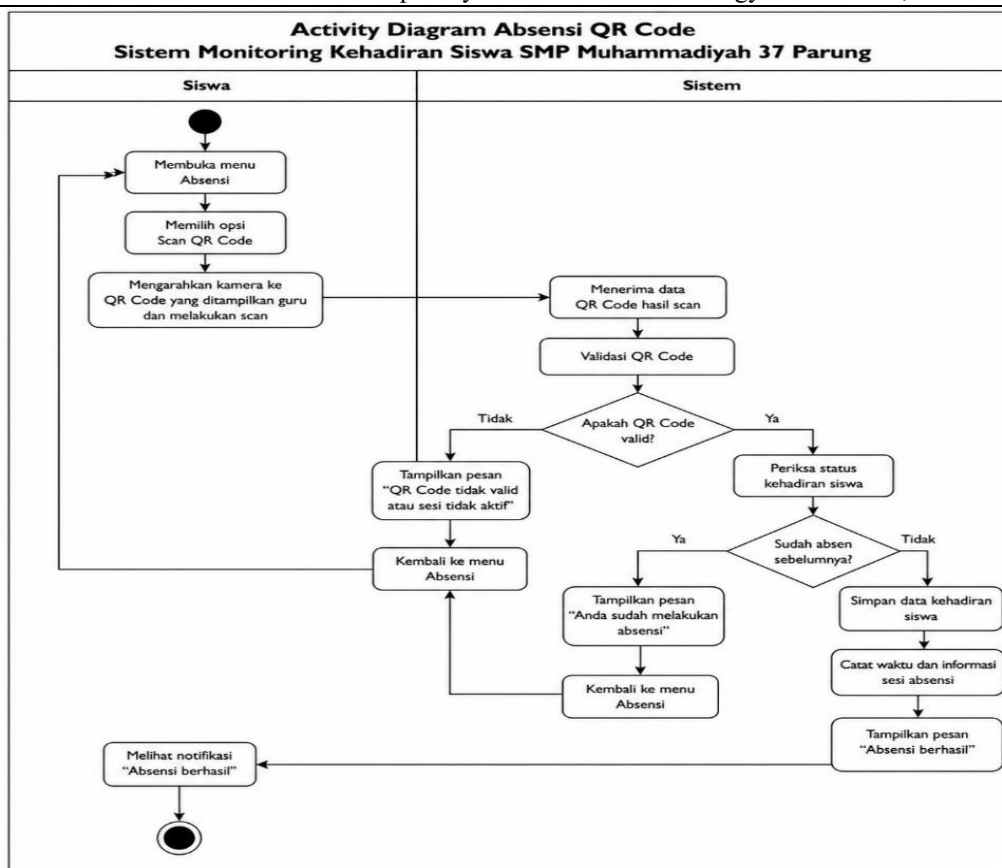 Activity Diagram Absensi QR Code
Sistem Monitoring Kehadiran Siswa SMP Muhammadiyah 37 Parung
Siswa
Sistem
Membuka menu
Absensi
Memilih opsi
Scan QR Code
Mengarahkan kamera ke
QR Code yang ditampilkan guru
dan melakukan scan
Menerima data
QR Code hasil scan
Validasi QR Code
Apakah QR Code
valid?
Tidak
Ya
Tampilkan pesan
“QR Code tidak valid
atau sesi tidak aktif”
Kembali ke menu
Absensi
Periksa status
kehadiran siswa
Sudah absen
sebelumnya?
Ya
Tidak
Tampilkan pesan
“Anda sudah melakukan
absensi”
Kembali ke menu
Absensi
Simpan data kehadiran
siswa
Catat waktu dan informasi
sesi absensi
Tampilkan pesan
“Absensi berhasil”
Melihat notifikasi
“Absensi berhasil”